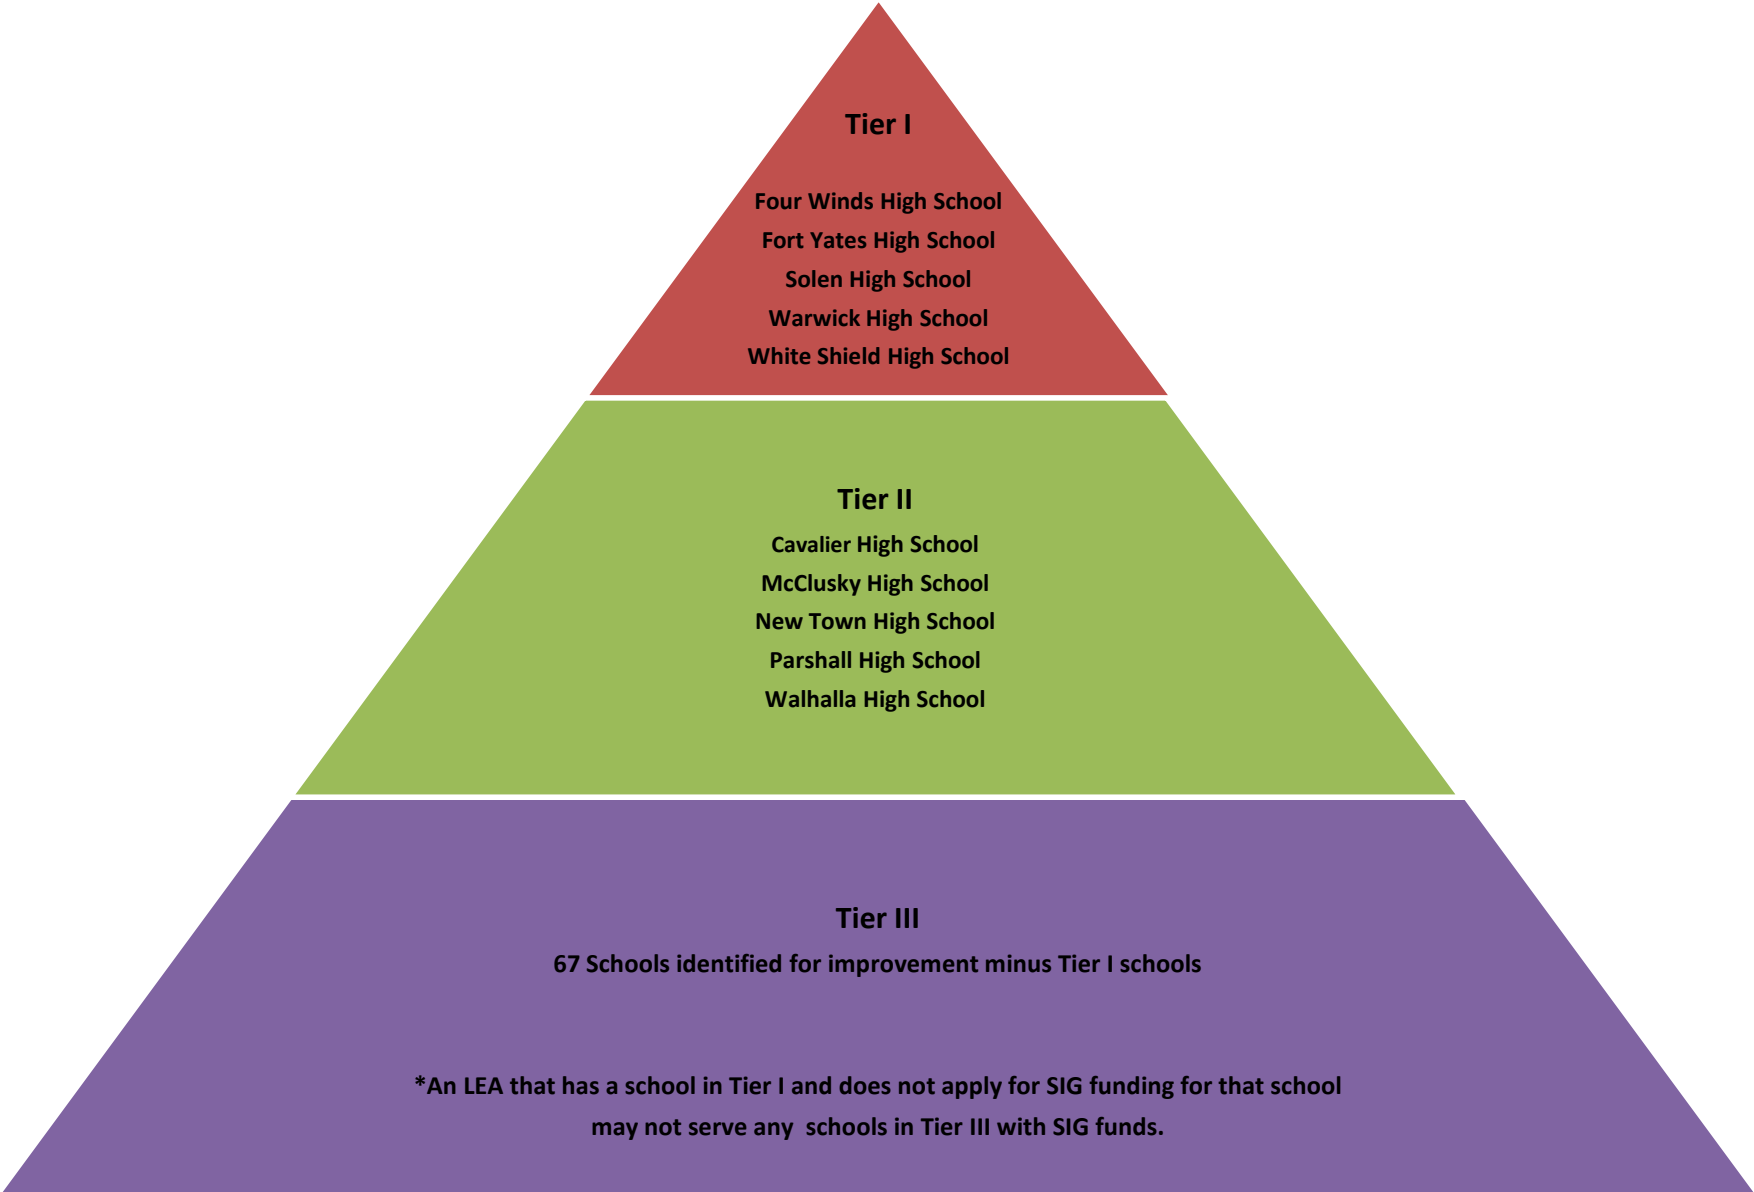 Tier I
Four Winds High School
Fort Yates High School
Solen High School
Warwick High School
White Shield High School
Tier II
Cavalier High School
McClusky High School
New Town High School
Parshall High School
Walhalla High School
Tier III
67 Schools identified for improvement minus Tier I schools
*An LEA that has a school in Tier I and does not apply for SIG funding for that school
may not serve any  schools in Tier III with SIG funds.